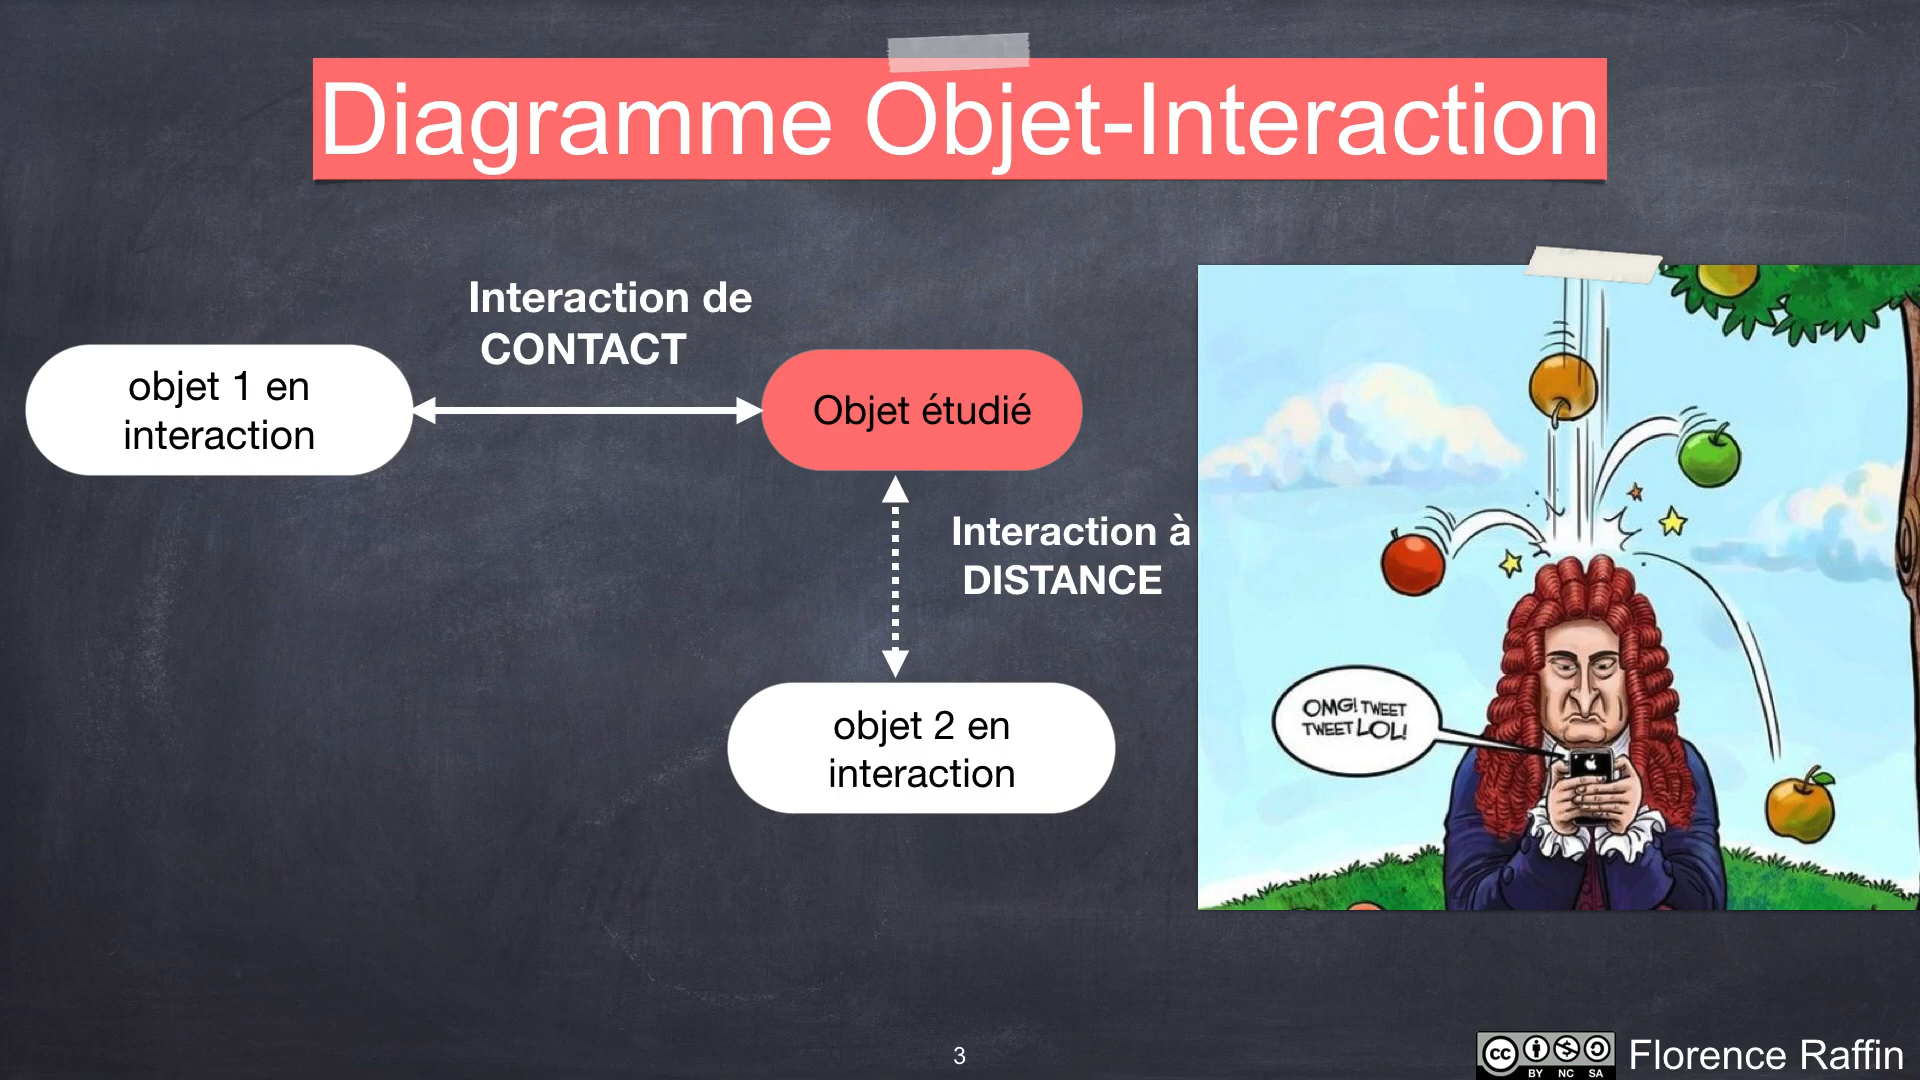 Diagramme Objet-Interaction
Interaction de
CONTACT
objet 1 en
interaction
Objet étudié
Interaction à
DISTANCE
objet 2 en
interaction
OMG! TWEET
TWEET LOL!
3
cc
BY NC SA
Florence Raffin